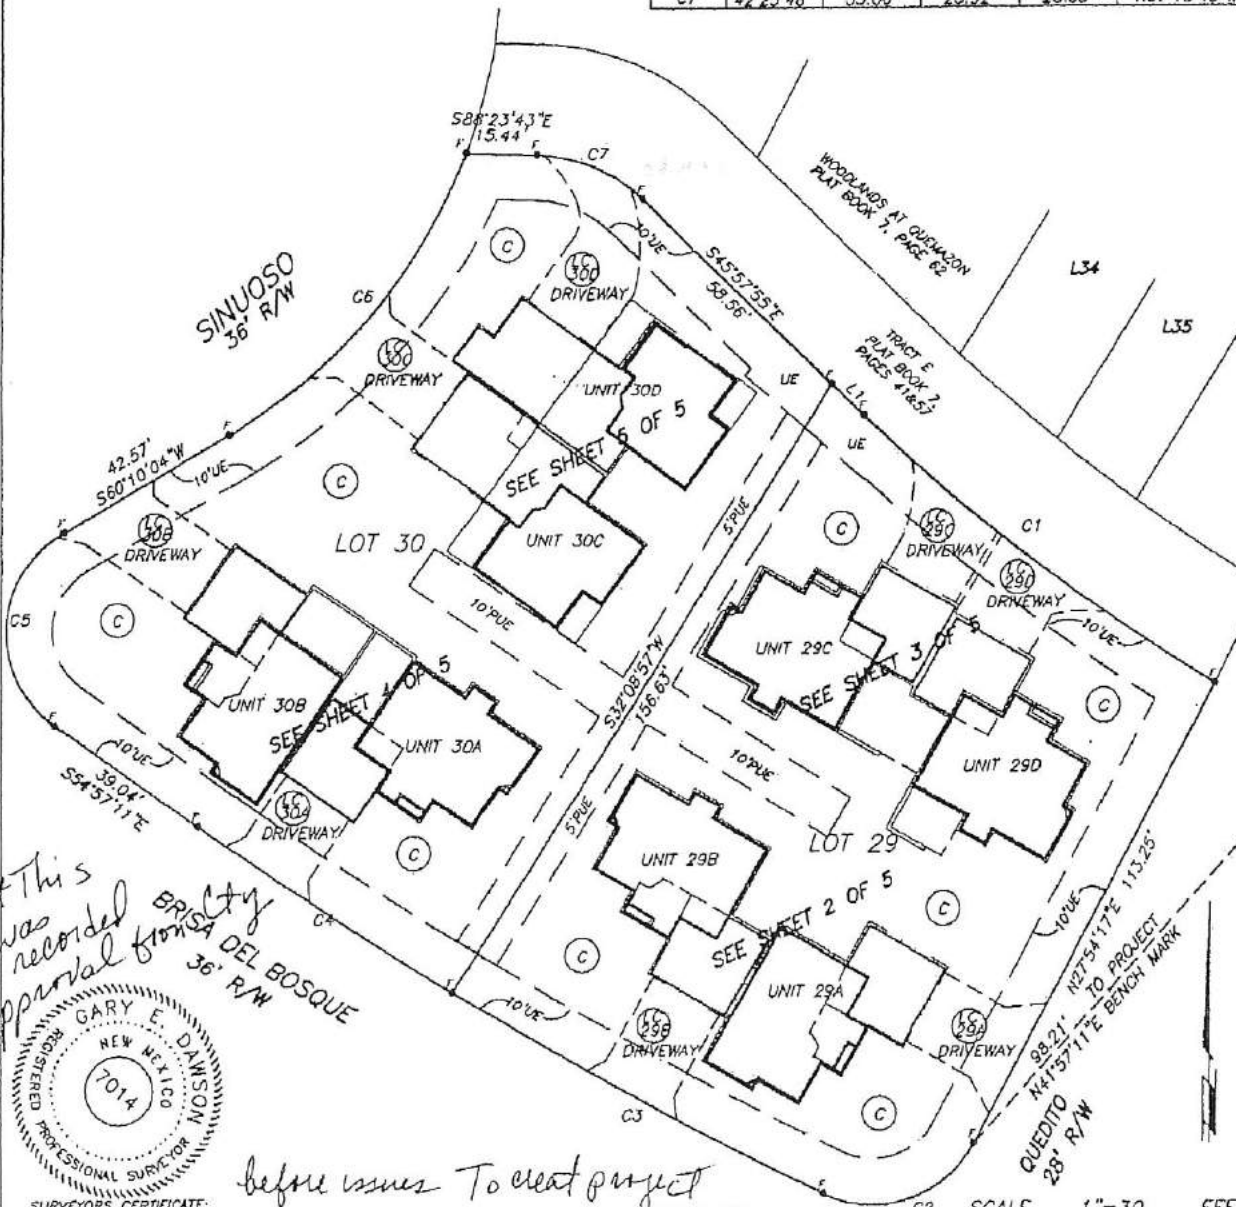 C7 42°23'48"
S88°23'43"E
15.44'
C7
WOODLANDS AT QUEMAZON
PLAT BOOK 7, PAGE 62
L34
L35
SINUOSO
36' R/W
C
LC
30D
DRIVEWAY
10'UE
S45°57'55"E
58.56'
C6
LC
30C
DRIVEWAY
TRACT E
PLAT BOOK 7,
PAGES 41&57
UNIT 30D
UE
L1
UE
SEE SHEET 5 OF 5
42.57'
S60°10'04"W
10'UE
C
LC
30B
DRIVEWAY
LOT 30
UNIT 30C
5'PUE
C
LC
29C
DRIVEWAY
C1
LC
29D
DRIVEWAY
10'UE
10'PUE
C5
C
UNIT 29C
SEE SHEET 3 OF 5
C
S32°08'57"W
156.63'
UNIT 30B
SEE SHEET 4 OF 5
UNIT 30A
10'UE
39.04'
S54°57'11"E
LC
30A
DRIVEWAY
C
5'PUE
10'PUE
UNIT 29D
LOT 29
UNIT 29B
SEE SHEET 2 OF 5
C
C
10'UE
N27°54'17"E 113.25'
98.21' TO PROJECT
N41°57'11"E BENCH MARK
This
was
recorded
approval from Cty
BRISA DEL BOSQUE
36' R/W
C4
10'UE
LC
29B
DRIVEWAY
UNIT 29A
LC
29A
DRIVEWAY
C
C3
QUEDITO
28' R/W
GARY E. DAWSON
NEW MEXICO
7014
REGISTERED PROFESSIONAL SURVEYOR
before issues To creat project
SURVEYORS CERTIFICATE:
C2
SCALE 1"=30 FEE